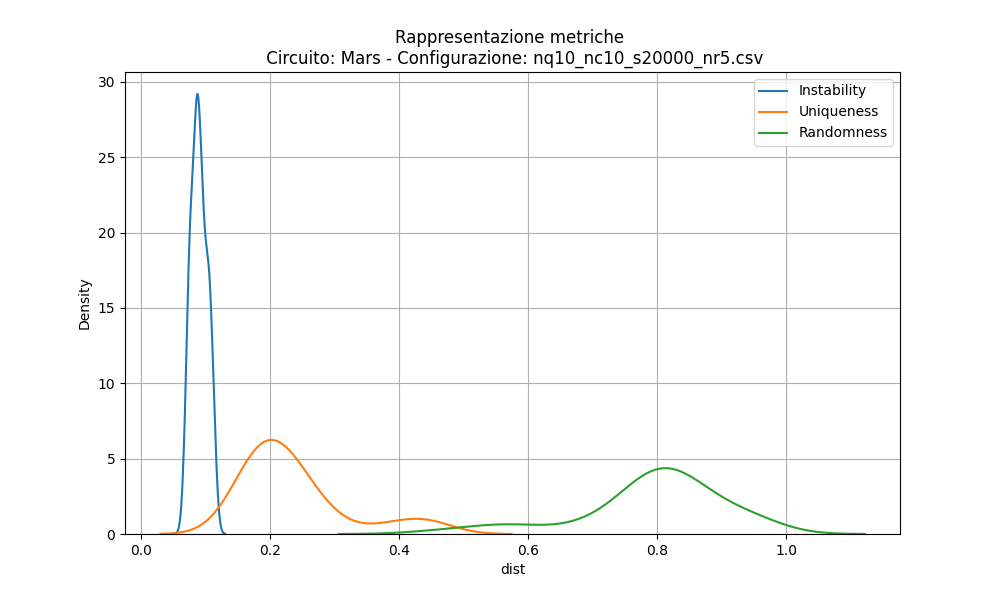 Rappresentazione metriche
Circuito: Mars - Configurazione: nq10_nc10_s20000_nr5.csv
30
25
20
15
10
5
0
Density
Instability
Uniqueness
Randomness
0.0 0.2 0.4 0.6 0.8 1.0
dist